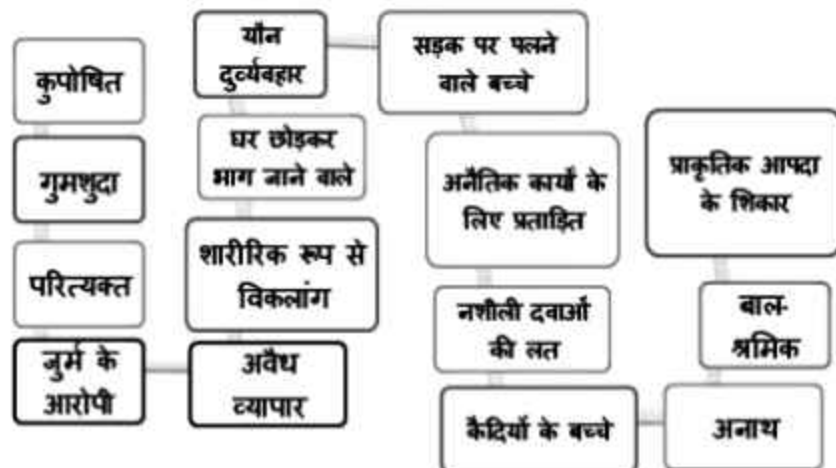 कुपोषित
गुमशुदा
परित्यक्त
जुर्म के
आरोपी
अवैध
व्यापार
शारीरिक रूप से
विकलांग
घर छोड़कर
भाग जाने वाले
यौन
दुर्व्यवहार
सड़क पर पलने
वाले बच्चे
अनैतिक कार्यो के
लिए प्रताड़ित
नशीली दवाओं
की लत
कैदियों के बच्चे
अनाथ
बाल-
श्रमिक
प्राकृतिक आपदा
के शिकार